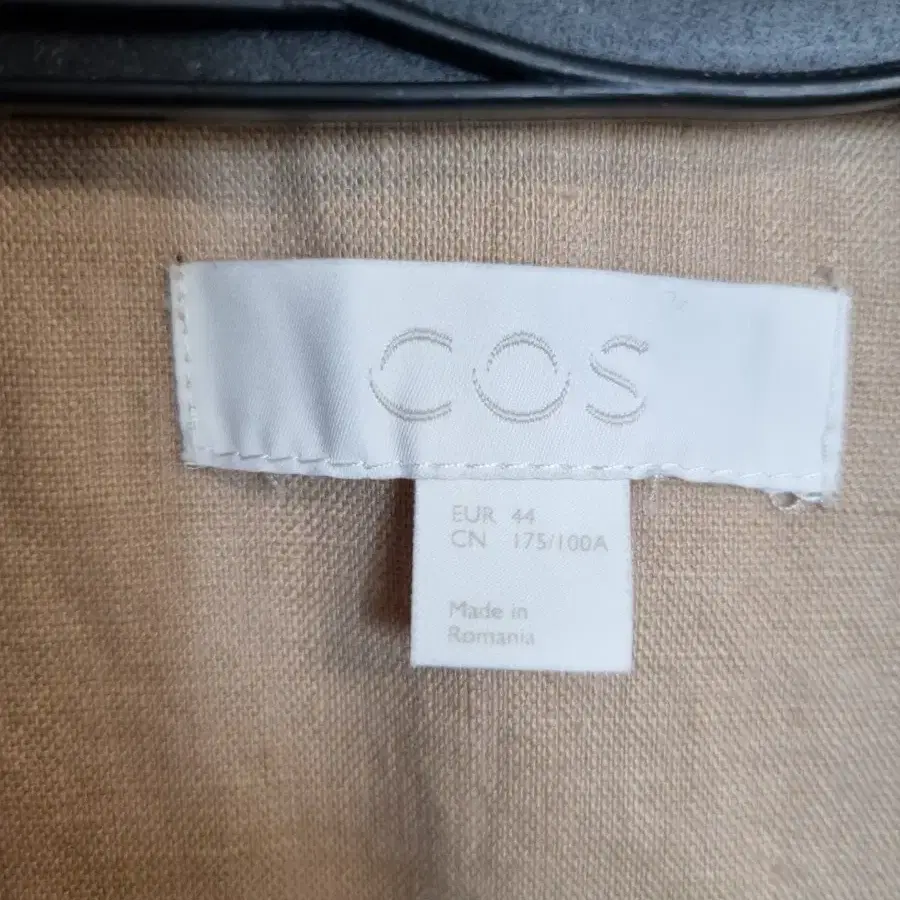 COS
EUR 44
CN 175/100A
Made in
Romania